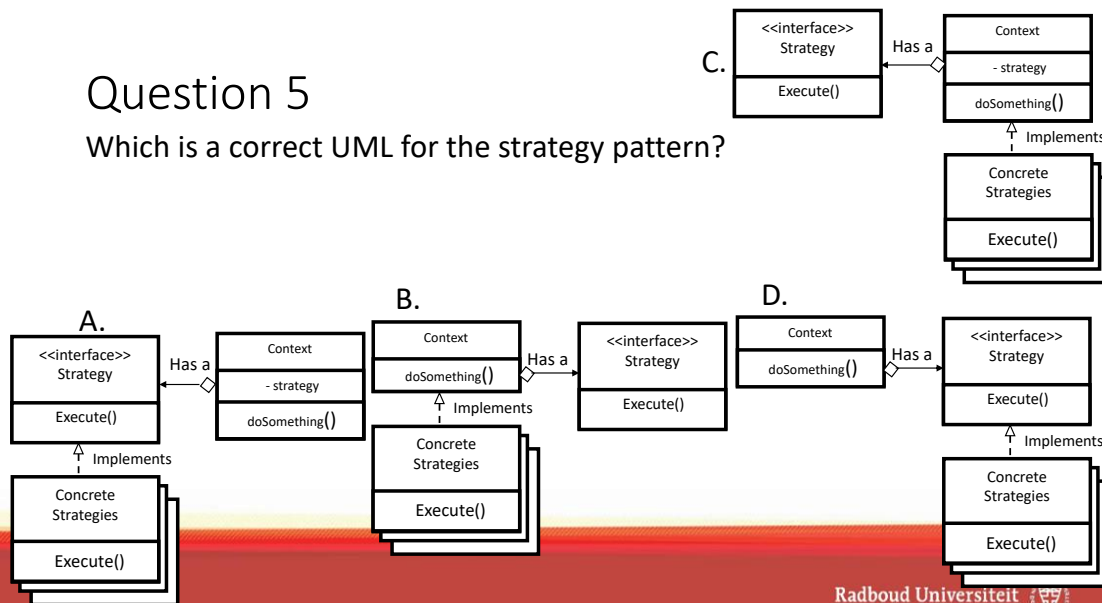 Question 5
Which is a correct UML for the strategy pattern?
C.
<<interface>>
Strategy
Execute()
Has a
Context
- strategy
doSomething()
Implements
Concrete
Strategies
Execute()
A.
<<interface>>
Strategy
Execute()
Has a
Context
- strategy
doSomething()
Implements
Concrete
Strategies
Execute()
B.
Context
doSomething()
Has a
<<interface>>
Strategy
Execute()
Implements
Concrete
Strategies
Execute()
D.
Context
doSomething()
Has a
<<interface>>
Strategy
Execute()
Implements
Concrete
Strategies
Execute()
Radboud Universiteit